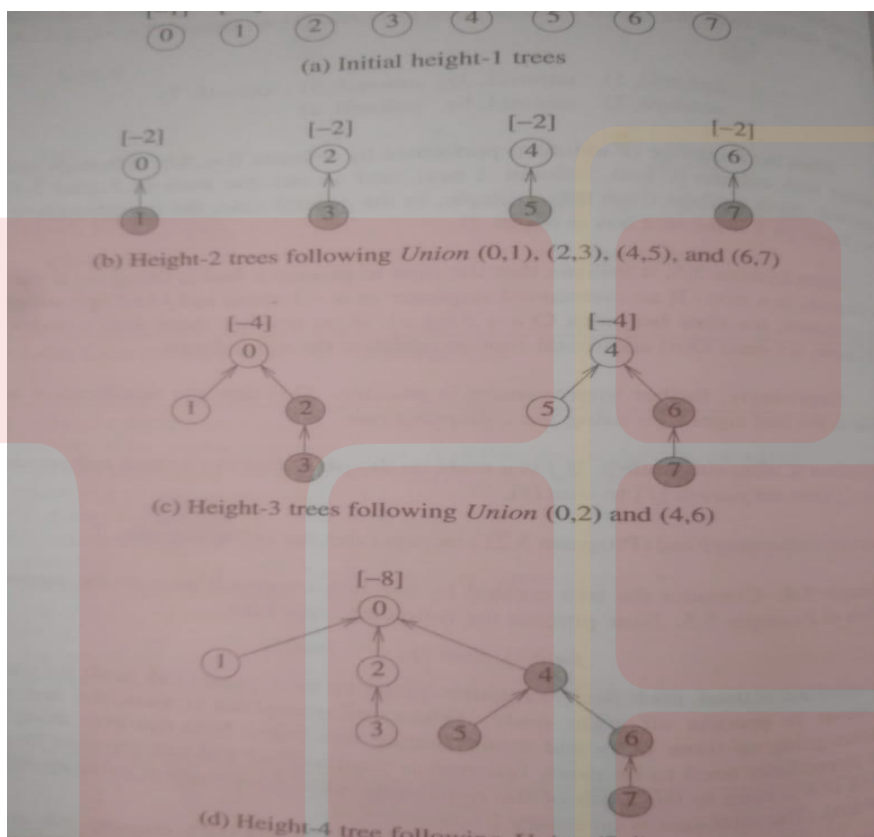 0 1 2 3 4 5 6 7
(a) Initial height-1 trees
[−2] [−2] [−2] [−2]
0 2 4 6
1 3 5 7
(b) Height-2 trees following Union (0,1), (2,3), (4,5), and (6,7)
[−4] [−4]
0 4
1 2 5 6
3 7
(c) Height-3 trees following Union (0,2) and (4,6)
[−8]
0
1 2 4
3 5 6
7
(d) Height-4 tree following